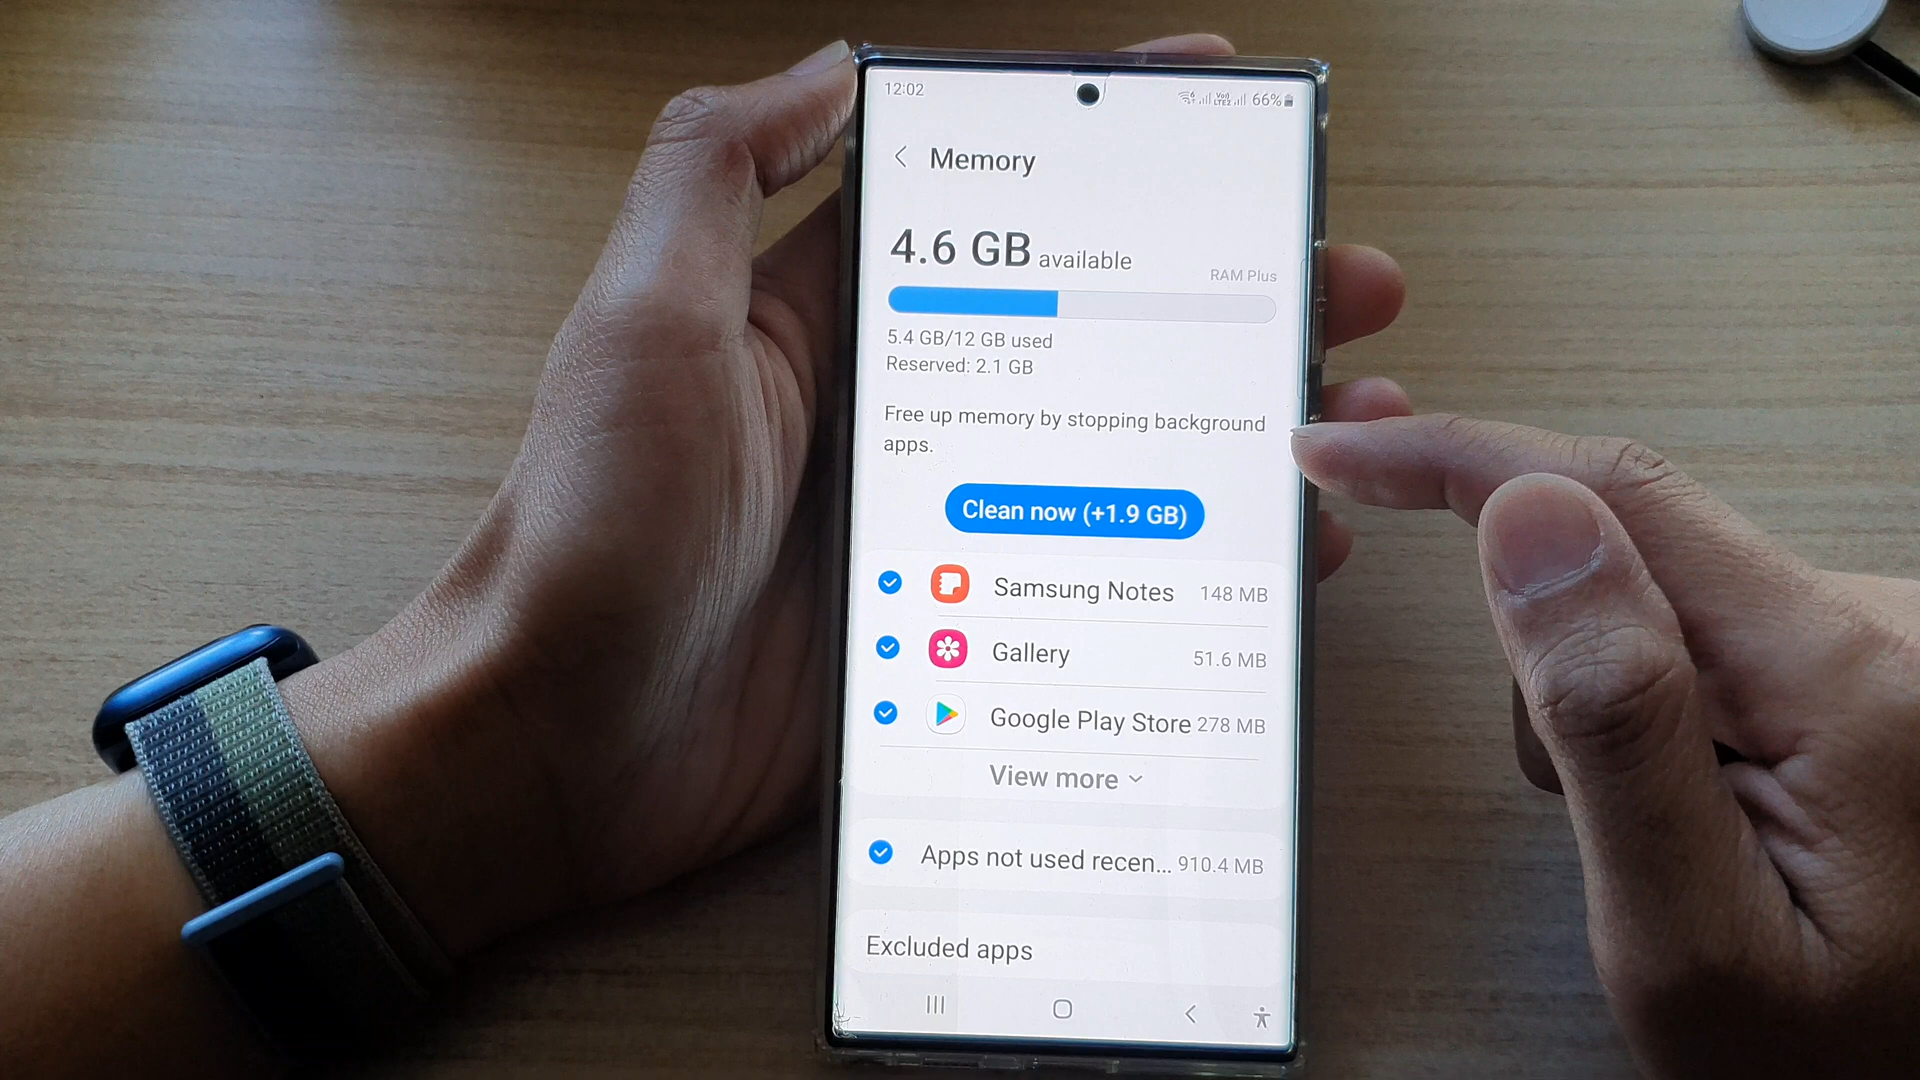 12:02
66%
Memory
4.6 GB available
RAM Plus
5.4 GB/12 GB used
Reserved: 2.1 GB
Free up memory by stopping background
apps.
Clean now (+1.9 GB)
Samsung Notes 148 MB
Gallery 51.6 MB
Google Play Store 278 MB
View more
Apps not used recen... 910.4 MB
Excluded apps